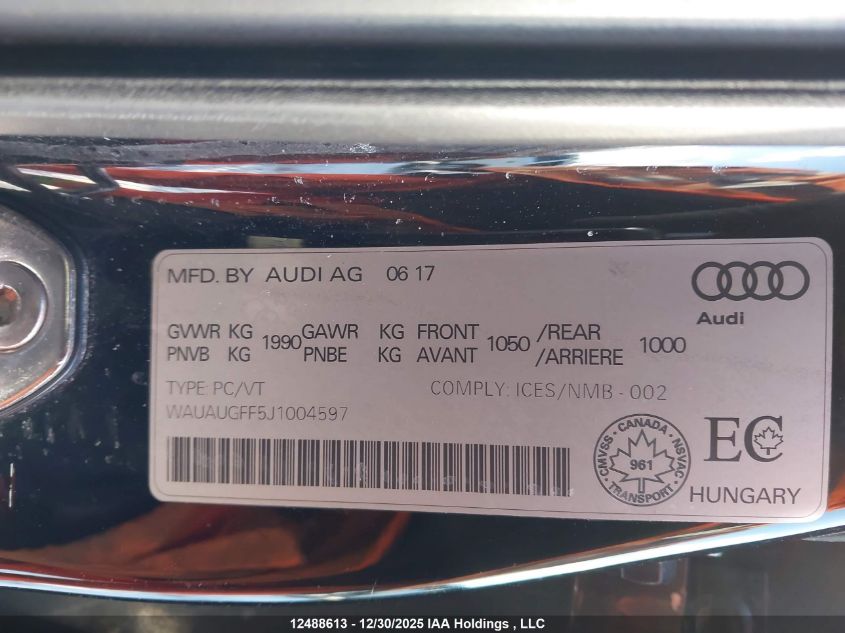 MFD. BY AUDI AG 06 17
Audi
GVWR KG 1990 GAWR KG FRONT 1050 /REAR 1000
PNVB KG PNBE KG AVANT /ARRIERE
TYPE: PC/VT COMPLY: ICES/NMB-002
WAUAUGFF5J1004597
CMVSS - CANADA - NSVAC
961
TRANSPORT
EC
HUNGARY
12488613 - 12/30/2025 IAA Holdings , LLC